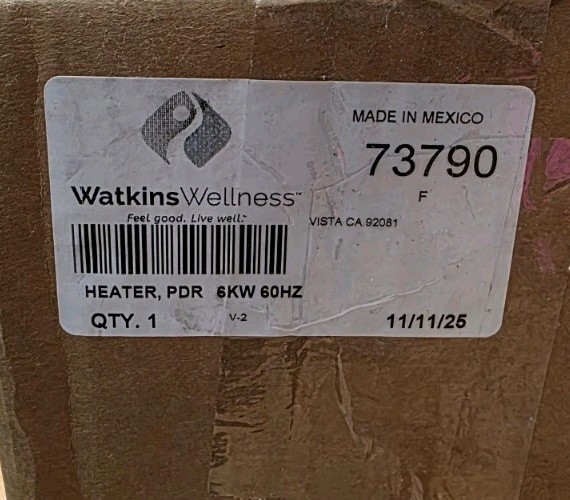 MADE IN MEXICO
73790
F
WatkinsWellness™
Feel good. Live well.™
VISTA CA 92081
HEATER, PDR 6KW 60HZ
QTY. 1 V-2 11/11/25